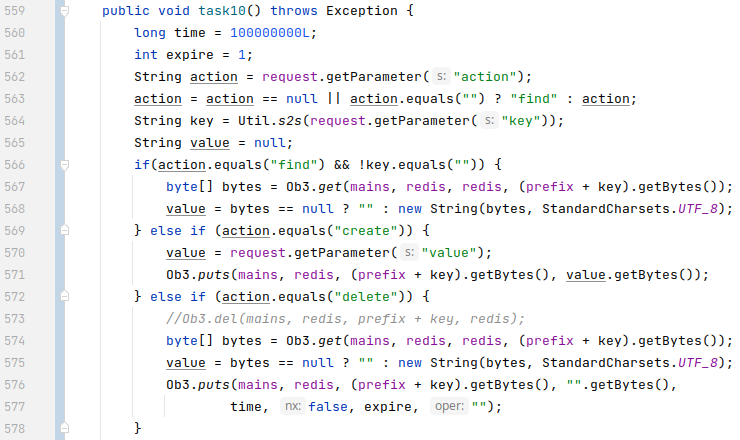 559 public void task10() throws Exception {
560 long time = 100000000L;
561 int expire = 1;
562 String action = request.getParameter( s: "action");
563 action = action == null || action.equals("") ? "find" : action;
564 String key = Util.s2s(request.getParameter( s: "key"));
565 String value = null;
566 if(action.equals("find") && !key.equals("")) {
567 byte[] bytes = Ob3.get(mains, redis, redis, (prefix + key).getBytes());
568 value = bytes == null ? "" : new String(bytes, StandardCharsets.UTF_8);
569 } else if (action.equals("create")) {
570 value = request.getParameter( s: "value");
571 Ob3.puts(mains, redis, (prefix + key).getBytes(), value.getBytes());
572 } else if (action.equals("delete")) {
573 //Ob3.del(mains, redis, prefix + key, redis);
574 byte[] bytes = Ob3.get(mains, redis, redis, (prefix + key).getBytes());
575 value = bytes == null ? "" : new String(bytes, StandardCharsets.UTF_8);
576 Ob3.puts(mains, redis, (prefix + key).getBytes(), "".getBytes(),
577 time, nx: false, expire, oper: "");
578 }